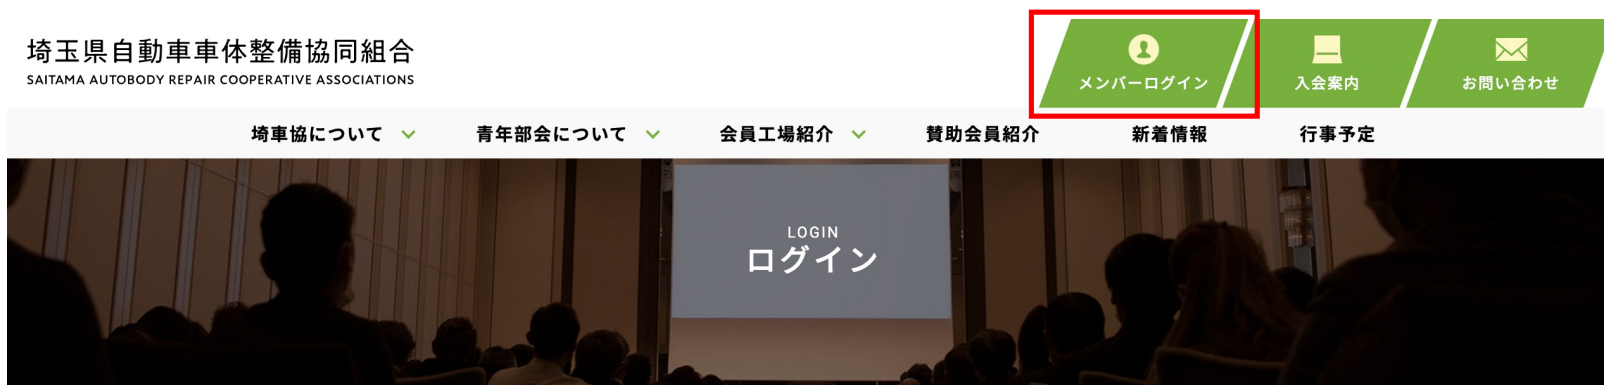 埼玉県自動車車体整備協同組合
SAITAMA AUTOBODY REPAIR COOPERATIVE ASSOCIATIONS
メンバーログイン
入会案内
お問い合わせ
埼車協について
青年部会について
会員工場紹介
賛助会員紹介
新着情報
行事予定
LOGIN
ログイン